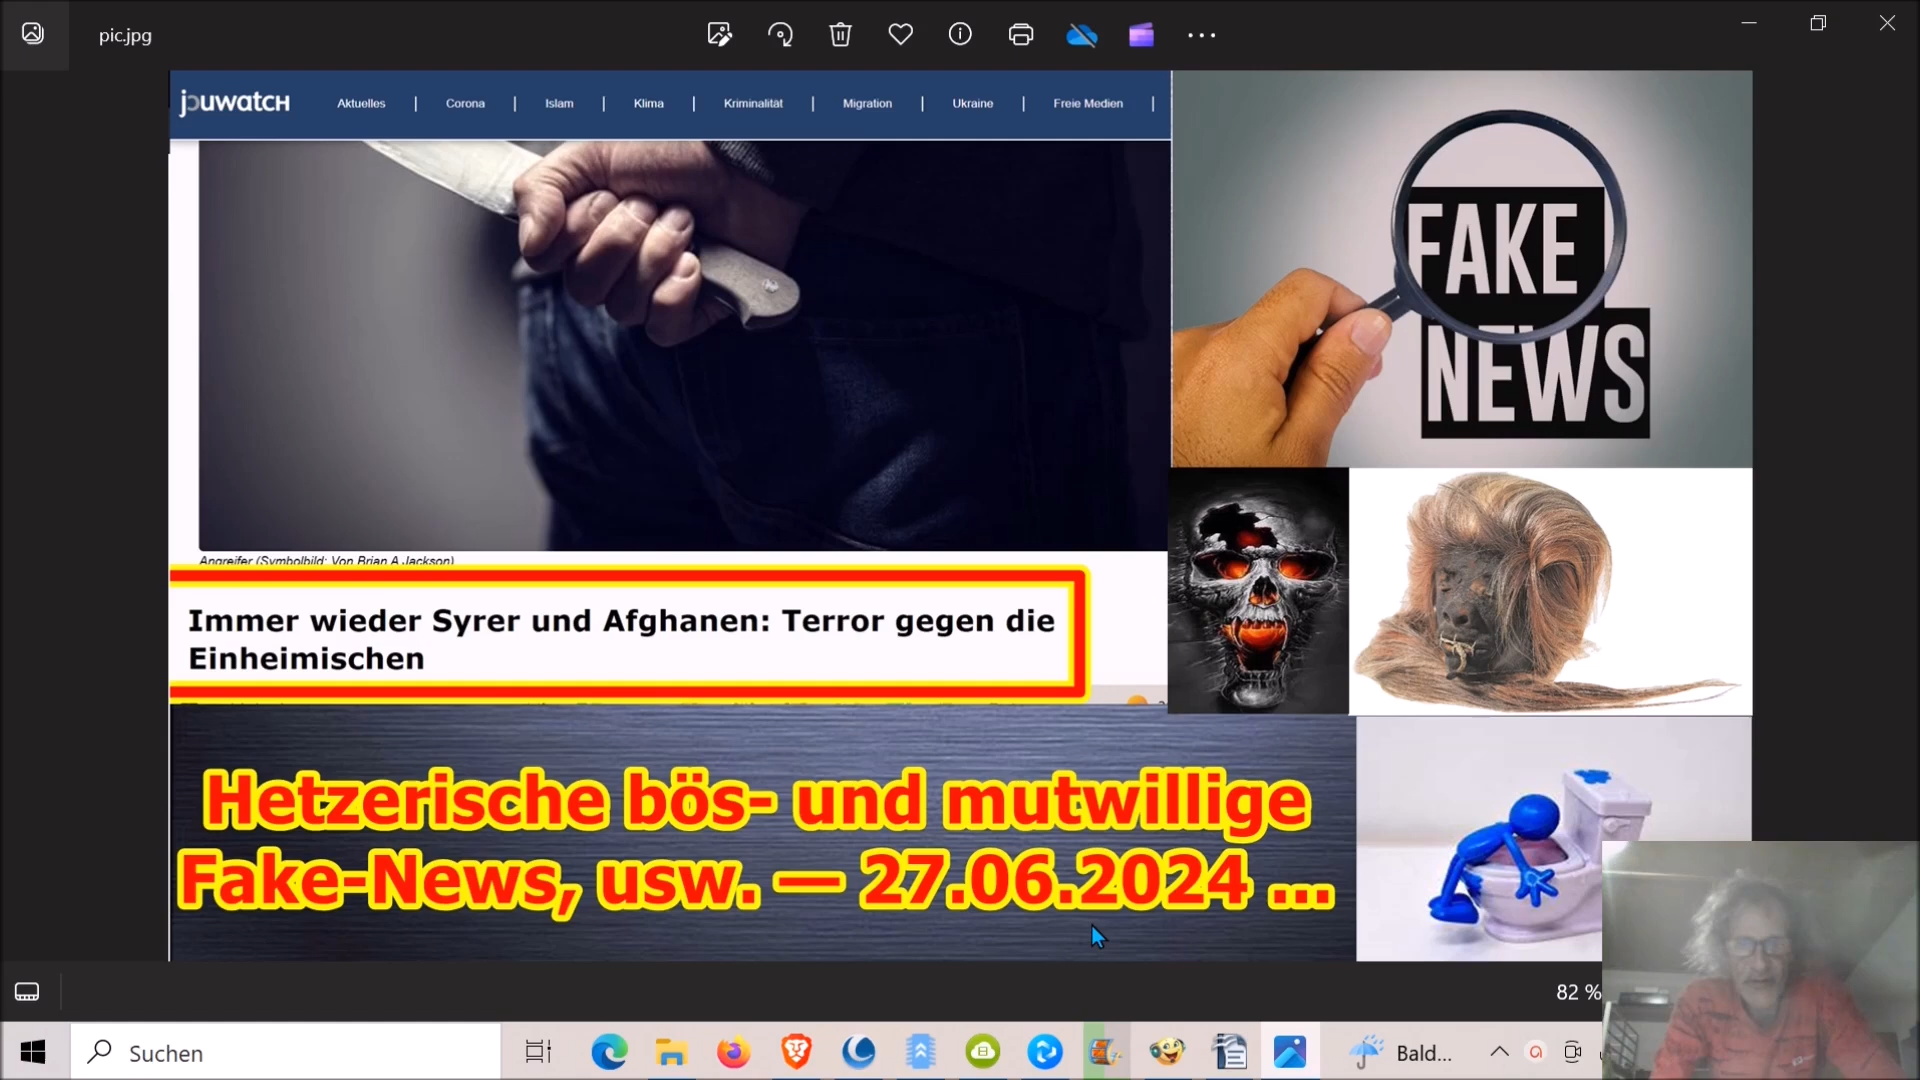 pic.jpg
jouwatch
Aktuelles | Corona | Islam | Klima | Kriminalität | Migration | Ukraine | Freie Medien |
FAKE
NEWS
Angreifer (Symbolbild: Von Brian A Jackson)
Immer wieder Syrer und Afghanen: Terror gegen die
Einheimischen
Hetzerische bös- und mutwillige
Fake-News, usw. — 27.06.2024 ...
82 %
Suchen
Bald...